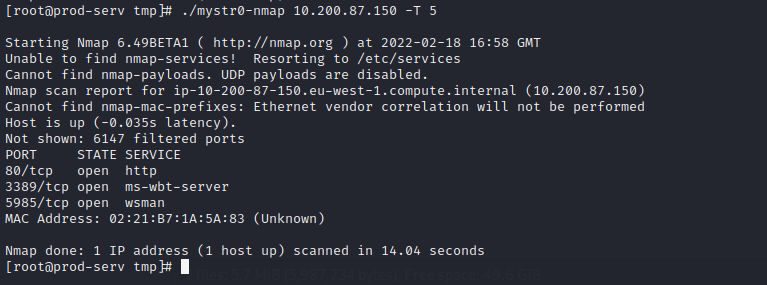 [root@prod-serv tmp]# ./mystr0-nmap 10.200.87.150 -T 5
Starting Nmap 6.49BETA1 ( http://nmap.org ) at 2022-02-18 16:58 GMT
Unable to find nmap-services!  Resorting to /etc/services
Cannot find nmap-payloads. UDP payloads are disabled.
Nmap scan report for ip-10-200-87-150.eu-west-1.compute.internal (10.200.87.150)
Cannot find nmap-mac-prefixes: Ethernet vendor correlation will not be performed
Host is up (-0.035s latency).
Not shown: 6147 filtered ports
PORT     STATE SERVICE
80/tcp   open  http
3389/tcp open  ms-wbt-server
5985/tcp open  wsman
MAC Address: 02:21:B7:1A:5A:83 (Unknown)
Nmap done: 1 IP address (1 host up) scanned in 14.04 seconds
[root@prod-serv tmp]#